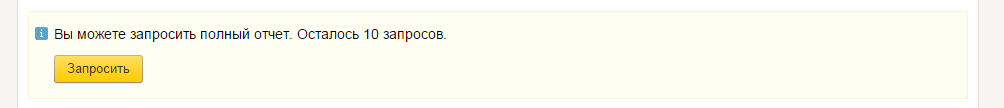 Вы можете запросить полный отчет. Осталось 10 запросов.
Запросить